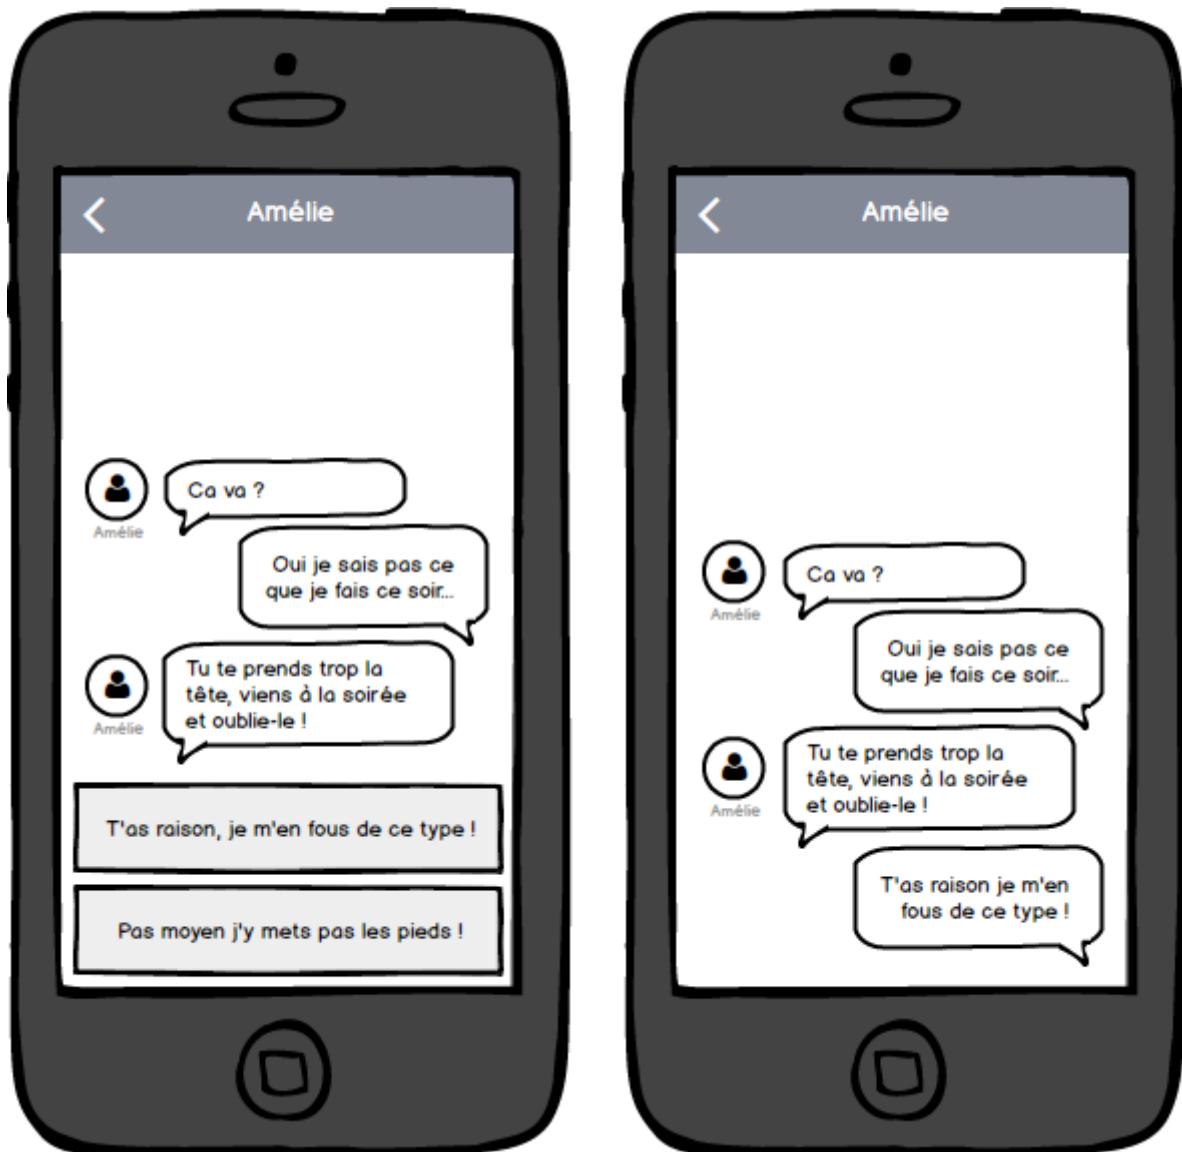 Amélie
Ca va ?
Amélie
Oui je sais pas ce
que je fais ce soir...
Tu te prends trop la
tête, viens à la soirée
et oublie-le !
Amélie
T'as raison, je m'en fous de ce type !
Pas moyen j'y mets pas les pieds !
Amélie
Ca va ?
Amélie
Oui je sais pas ce
que je fais ce soir...
Tu te prends trop la
tête, viens à la soirée
et oublie-le !
Amélie
T'as raison je m'en
fous de ce type !